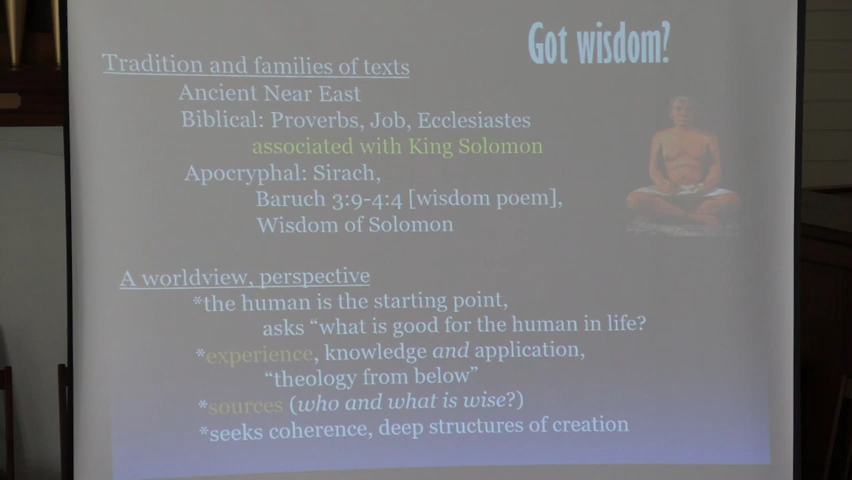 Got wisdom?
Tradition and families of texts
Ancient Near East
Biblical: Proverbs, Job, Ecclesiastes
associated with King Solomon
Apocryphal: Sirach,
Baruch 3:9-4:4 [wisdom poem],
Wisdom of Solomon
A worldview, perspective
*the human is the starting point,
asks “what is good for the human in life?
*experience, knowledge and application,
“theology from below”
*sources (who and what is wise?)
*seeks coherence, deep structures of creation